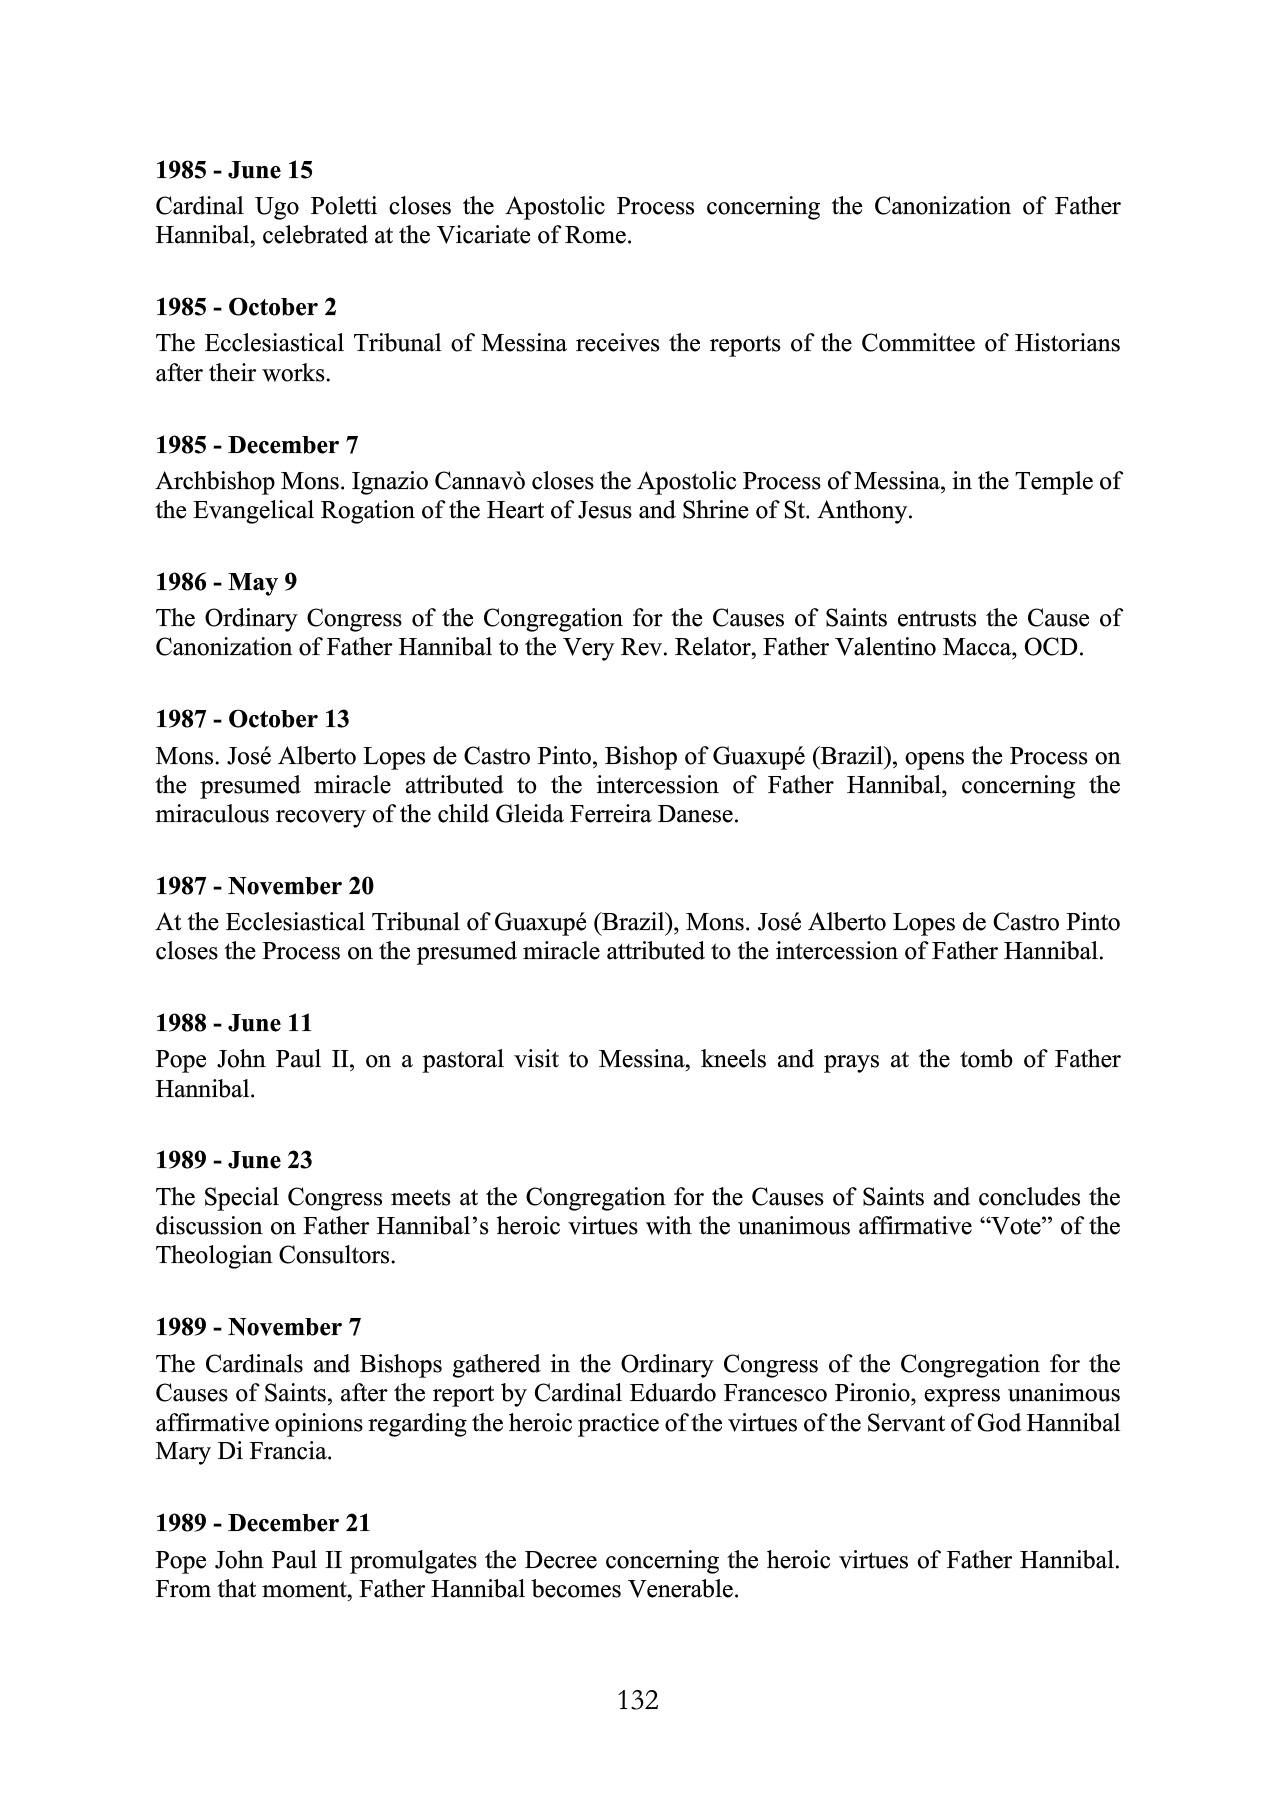 1985 - June 15
Cardinal Ugo Poletti closes the Apostolic Process concerning the Canonization of Father
Hannibal, celebrated at the Vicariate of Rome.
1985 - October 2
The Ecclesiastical Tribunal of Messina receives the reports of the Committee of Historians
after their works.
1985 - December 7
Archbishop Mons. Ignazio Cannavò closes the Apostolic Process of Messina, in the Temple of
the Evangelical Rogation of the Heart of Jesus and Shrine of St. Anthony.
1986 - May 9
The Ordinary Congress of the Congregation for the Causes of Saints entrusts the Cause of
Canonization of Father Hannibal to the Very Rev. Relator, Father Valentino Macca, OCD.
1987 - October 13
Mons. José Alberto Lopes de Castro Pinto, Bishop of Guaxupé (Brazil), opens the Process on
the presumed miracle attributed to the intercession of Father Hannibal, concerning the
miraculous recovery of the child Gleida Ferreira Danese.
1987 - November 20
At the Ecclesiastical Tribunal of Guaxupé (Brazil), Mons. José Alberto Lopes de Castro Pinto
closes the Process on the presumed miracle attributed to the intercession of Father Hannibal.
1988 - June 11
Pope John Paul II, on a pastoral visit to Messina, kneels and prays at the tomb of Father
Hannibal.
1989 - June 23
The Special Congress meets at the Congregation for the Causes of Saints and concludes the
discussion on Father Hannibal’s heroic virtues with the unanimous affirmative “Vote” of the
Theologian Consultors.
1989 - November 7
The Cardinals and Bishops gathered in the Ordinary Congress of the Congregation for the
Causes of Saints, after the report by Cardinal Eduardo Francesco Pironio, express unanimous
affirmative opinions regarding the heroic practice of the virtues of the Servant of God Hannibal
Mary Di Francia.
1989 - December 21
Pope John Paul II promulgates the Decree concerning the heroic virtues of Father Hannibal.
From that moment, Father Hannibal becomes Venerable.
132